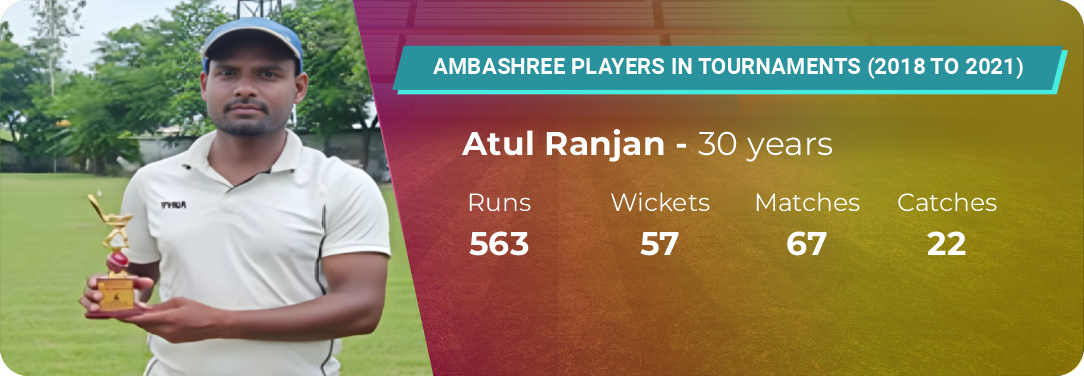 AMBASHREE PLAYERS IN TOURNAMENTS (2018 TO 2021)
Atul Ranjan - 30 years
Runs Wickets Matches Catches
563 57 67 22